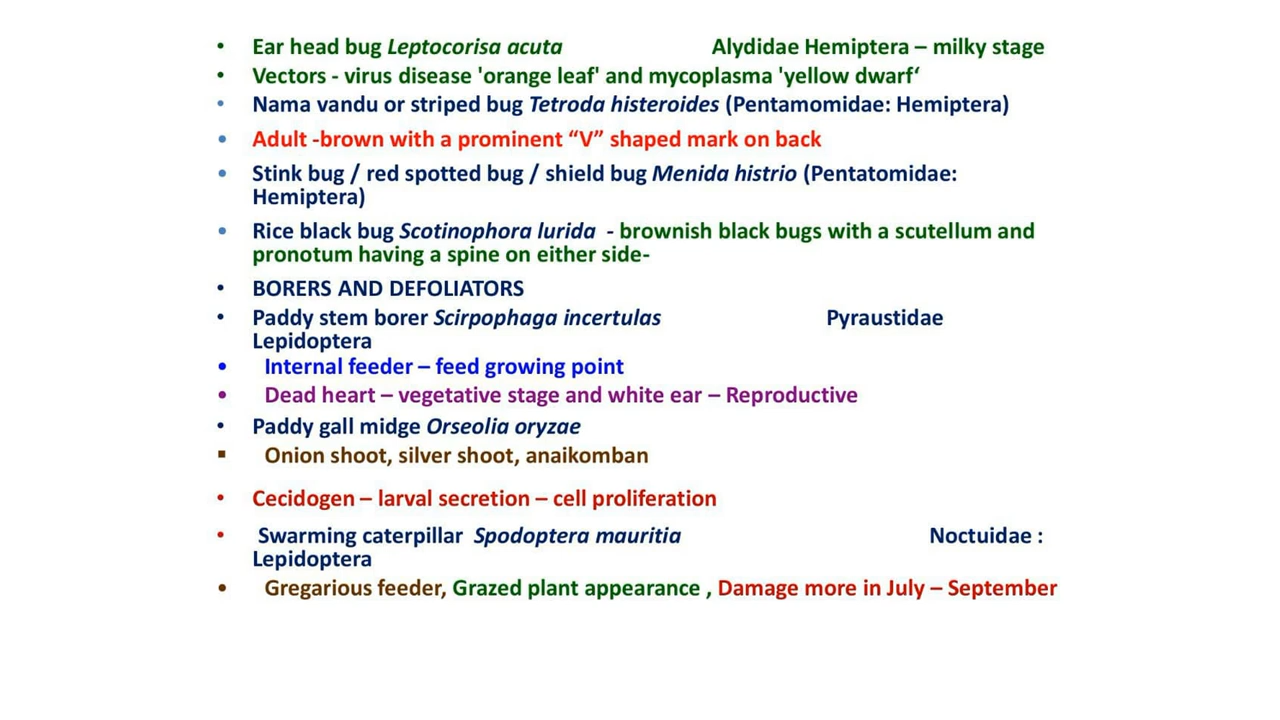 • Ear head bug Leptocorisa acuta Alydidae Hemiptera – milky stage
• Vectors - virus disease 'orange leaf' and mycoplasma 'yellow dwarf‘
• Nama vandu or striped bug Tetroda histeroides (Pentamomidae: Hemiptera)
• Adult -brown with a prominent “V” shaped mark on back
• Stink bug / red spotted bug / shield bug Menida histrio (Pentatomidae:
Hemiptera)
• Rice black bug Scotinophora lurida - brownish black bugs with a scutellum and
pronotum having a spine on either side-
• BORERS AND DEFOLIATORS
• Paddy stem borer Scirpophaga incertulas Pyraustidae
Lepidoptera
• Internal feeder – feed growing point
• Dead heart – vegetative stage and white ear – Reproductive
• Paddy gall midge Orseolia oryzae
▪ Onion shoot, silver shoot, anaikomban
• Cecidogen – larval secretion – cell proliferation
• Swarming caterpillar Spodoptera mauritia Noctuidae :
Lepidoptera
• Gregarious feeder, Grazed plant appearance , Damage more in July – September